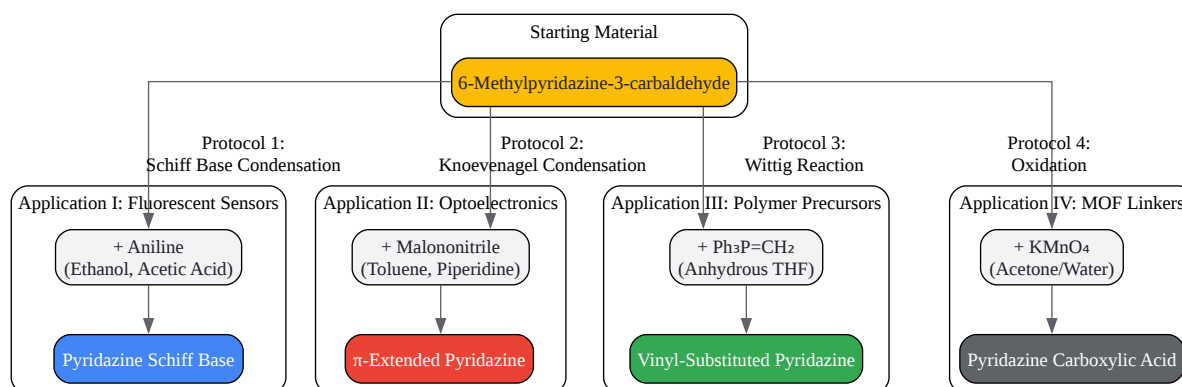 Starting Material
6-Methylpyridazine-3-carbaldehyde
Protocol 1:
Schiff Base Condensation
Protocol 2:
Knoevenagel Condensation
Protocol 3:
Wittig Reaction
Protocol 4:
Oxidation
Application I: Fluorescent Sensors
Application II: Optoelectronics
Application III: Polymer Precursors
Application IV: MOF Linkers
+ Aniline
(Ethanol, Acetic Acid)
+ Malononitrile
(Toluene, Piperidine)
+ Ph₃P=CH₂
(Anhydrous THF)
+ KMnO₄
(Acetone/Water)
Pyridazine Schiff Base
π-Extended Pyridazine
Vinyl-Substituted Pyridazine
Pyridazine Carboxylic Acid